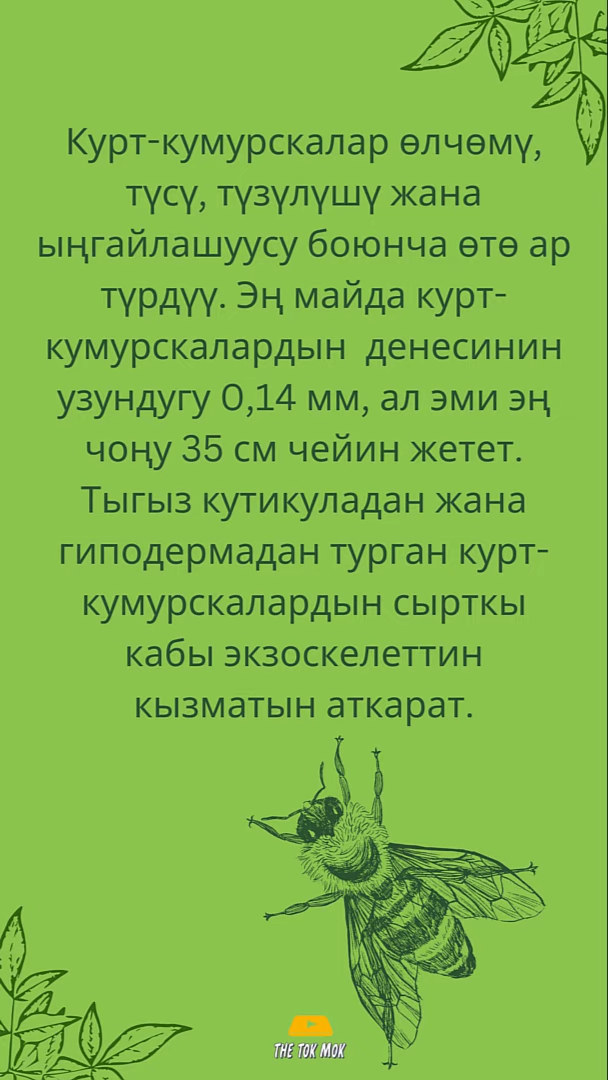 Курт-кумурскалар өлчөмү,
түсү, түзүлүшү жана
ыңгайлашуусу боюнча өтө ар
түрдүү. Эң майда курт-
кумурскалардын денесинин
узундугу 0,14 мм, ал эми эң
чоңу 35 см чейин жетет.
Тыгыз кутикуладан жана
гиподермадан турган курт-
кумурскалардын сырткы
кабы экзоскелеттин
кызматын аткарат.
THE TOK MOK